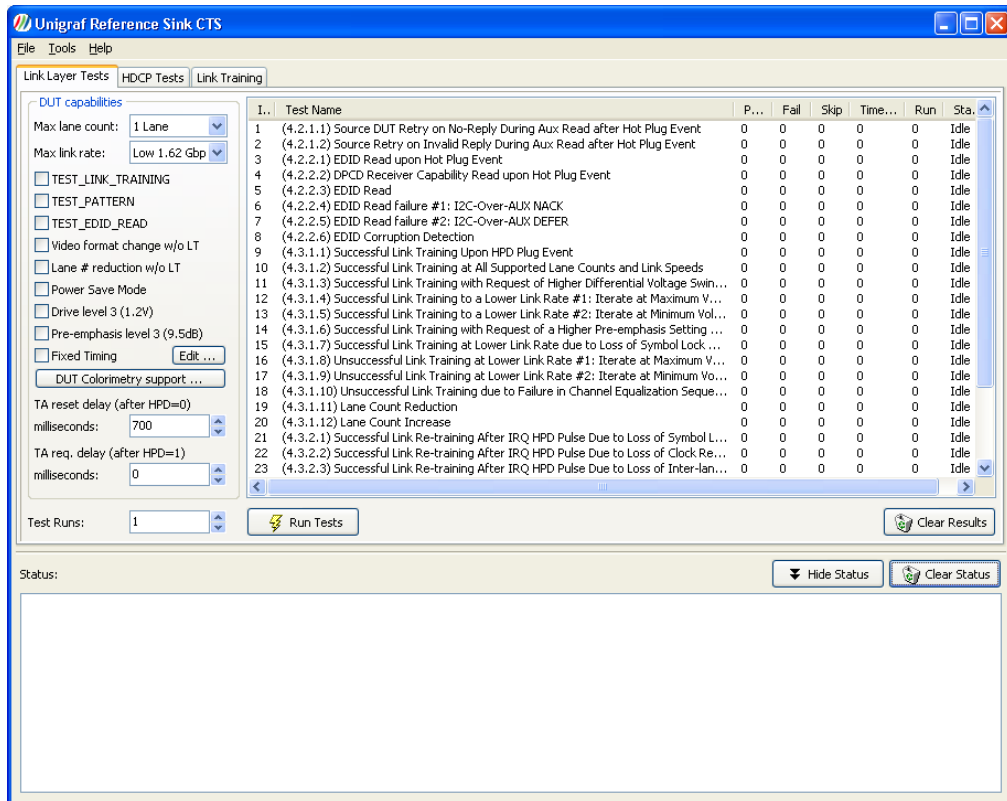 Unigraf Reference Sink CTS
File Tools Help
Link Layer Tests HDCP Tests Link Training
DUT capabilities
Max lane count: 1 Lane
Max link rate: Low 1.62 Gbp
TEST_LINK_TRAINING
TEST_PATTERN
TEST_EDID_READ
Video format change w/o LT
Lane # reduction w/o LT
Power Save Mode
Drive level 3 (1.2V)
Pre-emphasis level 3 (9.5dB)
Fixed Timing Edit ...
DUT Colorimetry support ...
TA reset delay (after HPD=0)
milliseconds: 700
TA req. delay (after HPD=1)
milliseconds: 0
Test Runs: 1
I.. Test Name P... Fail Skip Time... Run Sta.
1 (4.2.1.1) Source DUT Retry on No-Reply During Aux Read after Hot Plug Event 0 0 0 0 0 Idle
2 (4.2.1.2) Source Retry on Invalid Reply During Aux Read after Hot Plug Event 0 0 0 0 0 Idle
3 (4.2.2.1) EDID Read upon Hot Plug Event 0 0 0 0 0 Idle
4 (4.2.2.2) DPCD Receiver Capability Read upon Hot Plug Event 0 0 0 0 0 Idle
5 (4.2.2.3) EDID Read 0 0 0 0 0 Idle
6 (4.2.2.4) EDID Read failure #1: I2C-Over-AUX NACK 0 0 0 0 0 Idle
7 (4.2.2.5) EDID Read failure #2: I2C-Over-AUX DEFER 0 0 0 0 0 Idle
8 (4.2.2.6) EDID Corruption Detection 0 0 0 0 0 Idle
9 (4.3.1.1) Successful Link Training Upon HPD Plug Event 0 0 0 0 0 Idle
10 (4.3.1.2) Successful Link Training at All Supported Lane Counts and Link Speeds 0 0 0 0 0 Idle
11 (4.3.1.3) Successful Link Training with Request of Higher Differential Voltage Swin... 0 0 0 0 0 Idle
12 (4.3.1.4) Successful Link Training to a Lower Link Rate #1: Iterate at Maximum V... 0 0 0 0 0 Idle
13 (4.3.1.5) Successful Link Training to a Lower Link Rate #2: Iterate at Minimum Vol... 0 0 0 0 0 Idle
14 (4.3.1.6) Successful Link Training with Request of a Higher Pre-emphasis Setting ... 0 0 0 0 0 Idle
15 (4.3.1.7) Successful Link Training at Lower Link Rate due to Loss of Symbol Lock ... 0 0 0 0 0 Idle
16 (4.3.1.8) Unsuccessful Link Training at Lower Link Rate #1: Iterate at Maximum V... 0 0 0 0 0 Idle
17 (4.3.1.9) Unsuccessful Link Training at Lower Link Rate #2: Iterate at Minimum Vo... 0 0 0 0 0 Idle
18 (4.3.1.10) Unsuccessful Link Training due to Failure in Channel Equalization Seque... 0 0 0 0 0 Idle
19 (4.3.1.11) Lane Count Reduction 0 0 0 0 0 Idle
20 (4.3.1.12) Lane Count Increase 0 0 0 0 0 Idle
21 (4.3.2.1) Successful Link Re-training After IRQ HPD Pulse Due to Loss of Symbol L... 0 0 0 0 0 Idle
22 (4.3.2.2) Successful Link Re-training After IRQ HPD Pulse Due to Loss of Clock Re... 0 0 0 0 0 Idle
23 (4.3.2.3) Successful Link Re-training After IRQ HPD Pulse Due to Loss of Inter-lan... 0 0 0 0 0 Idle
Run Tests Clear Results
Status: Hide Status Clear Status